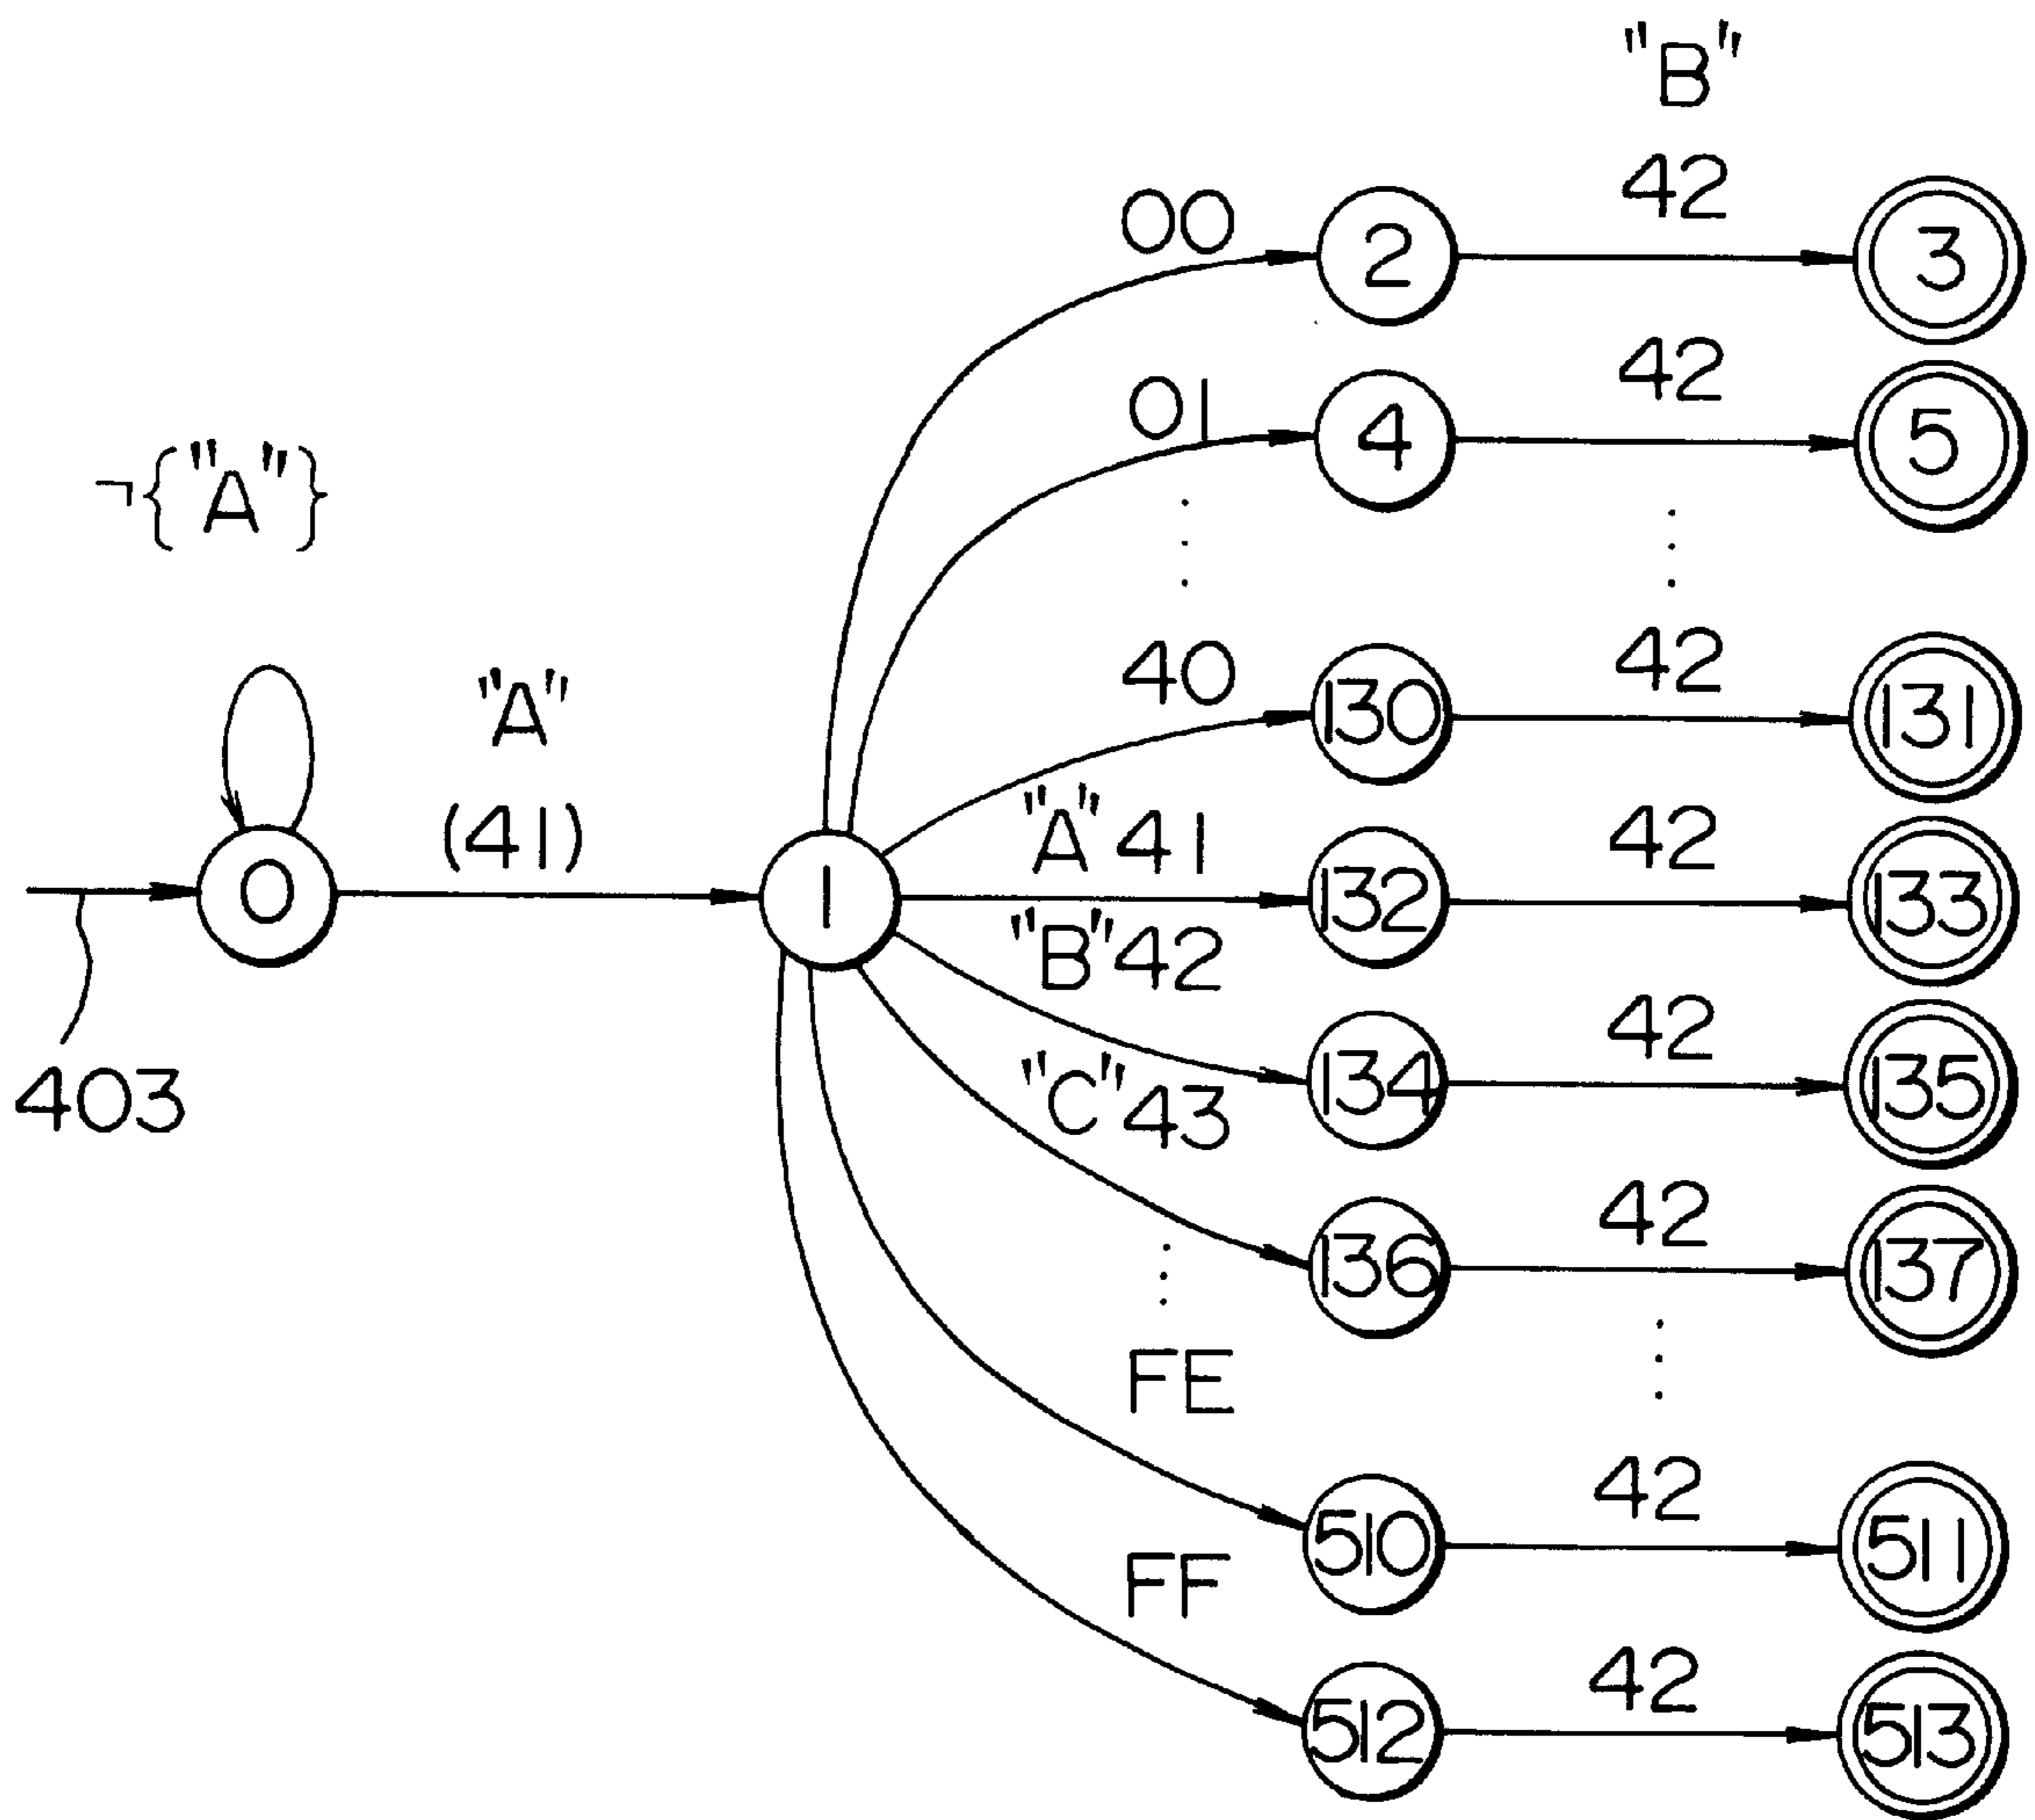 "B"
00 2 42 3
01 4 42 5
¬{"A"}
40 130 42 131
"A"
(41)
0 1 "A" 41 132 42 133
"B" 42 134 42 135
403
"C" 43 136 42 137
FE 510 42 511
FF 512 42 513